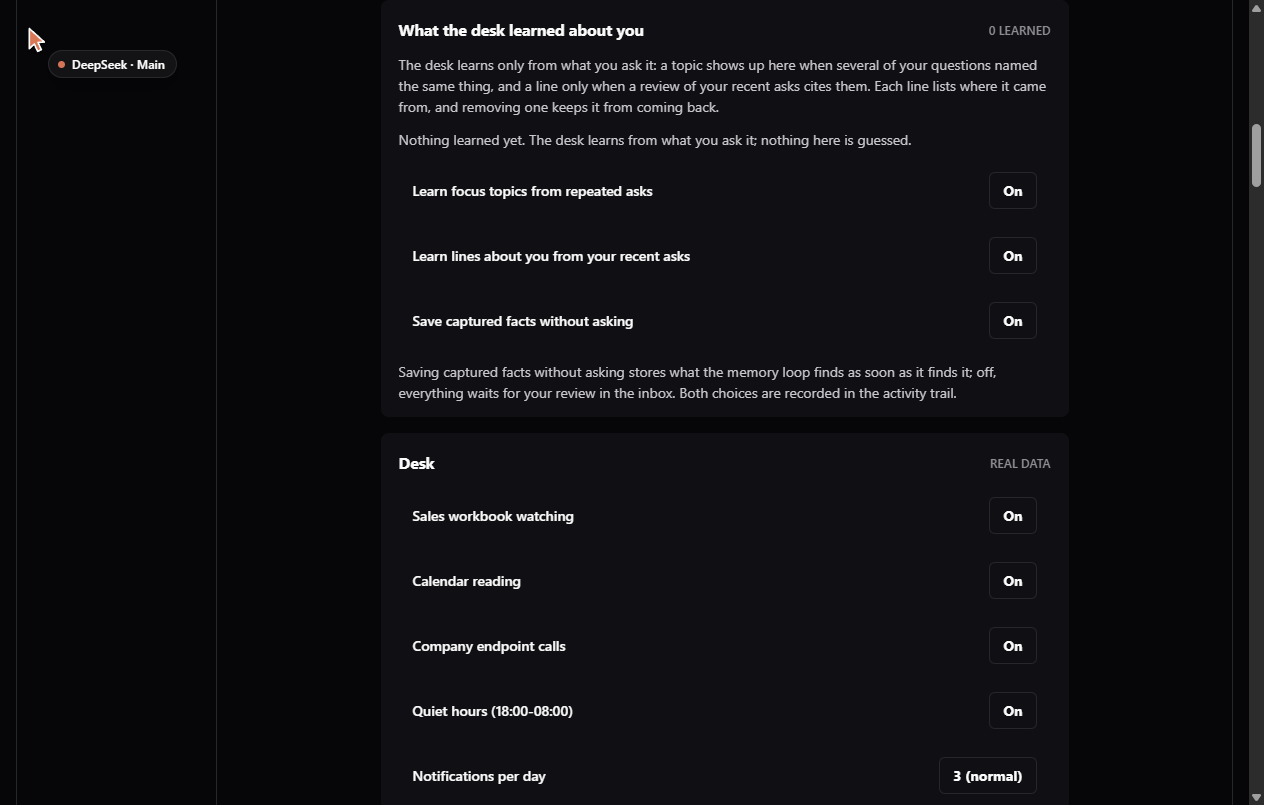 DeepSeek · Main
What the desk learned about you
0 LEARNED
The desk learns only from what you ask it: a topic shows up here when several of your questions named
the same thing, and a line only when a review of your recent asks cites them. Each line lists where it came
from, and removing one keeps it from coming back.
Nothing learned yet. The desk learns from what you ask it; nothing here is guessed.
Learn focus topics from repeated asks
On
Learn lines about you from your recent asks
On
Save captured facts without asking
On
Saving captured facts without asking stores what the memory loop finds as soon as it finds it; off,
everything waits for your review in the inbox. Both choices are recorded in the activity trail.
Desk
REAL DATA
Sales workbook watching
On
Calendar reading
On
Company endpoint calls
On
Quiet hours (18:00-08:00)
On
Notifications per day
3 (normal)